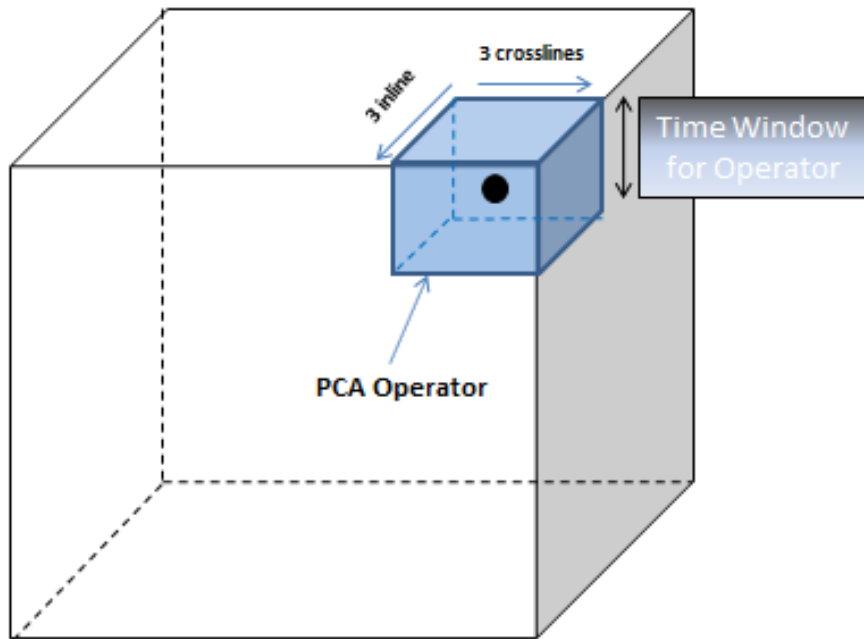 3 crosslines
3 inline
Time Window
for Operator
PCA Operator